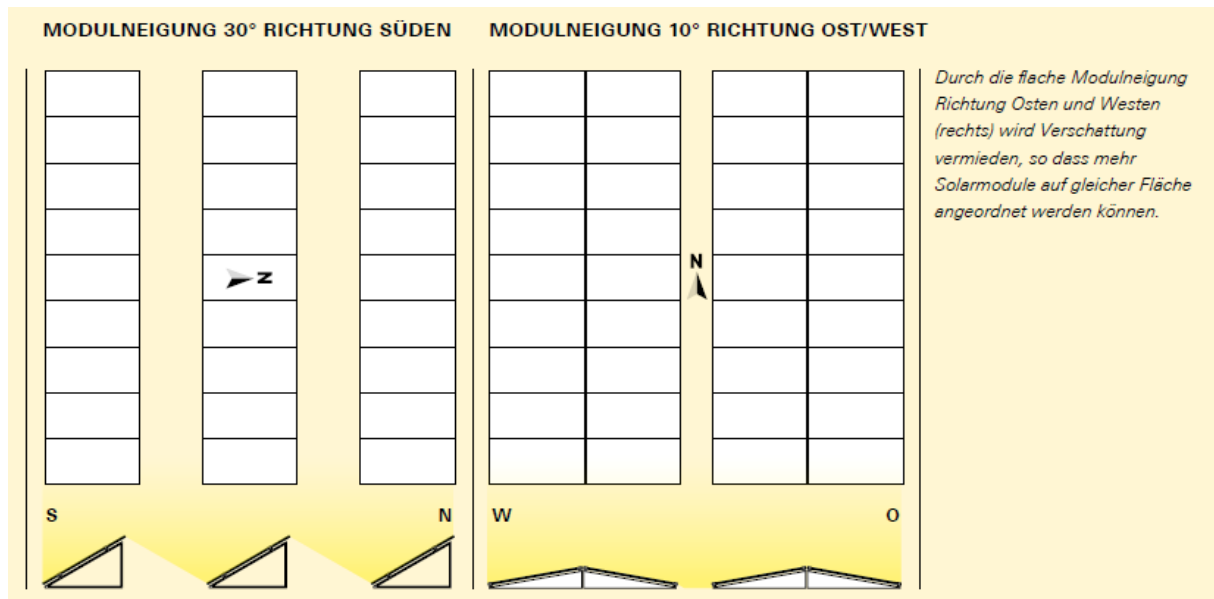 MODULNEIGUNG 30° RICHTUNG SÜDEN
MODULNEIGUNG 10° RICHTUNG OST/WEST
Durch die flache Modulneigung
Richtung Osten und Westen
(rechts) wird Verschattung
vermieden, so dass mehr
Solarmodule auf gleicher Fläche
angeordnet werden können.
N
N
S N
W O